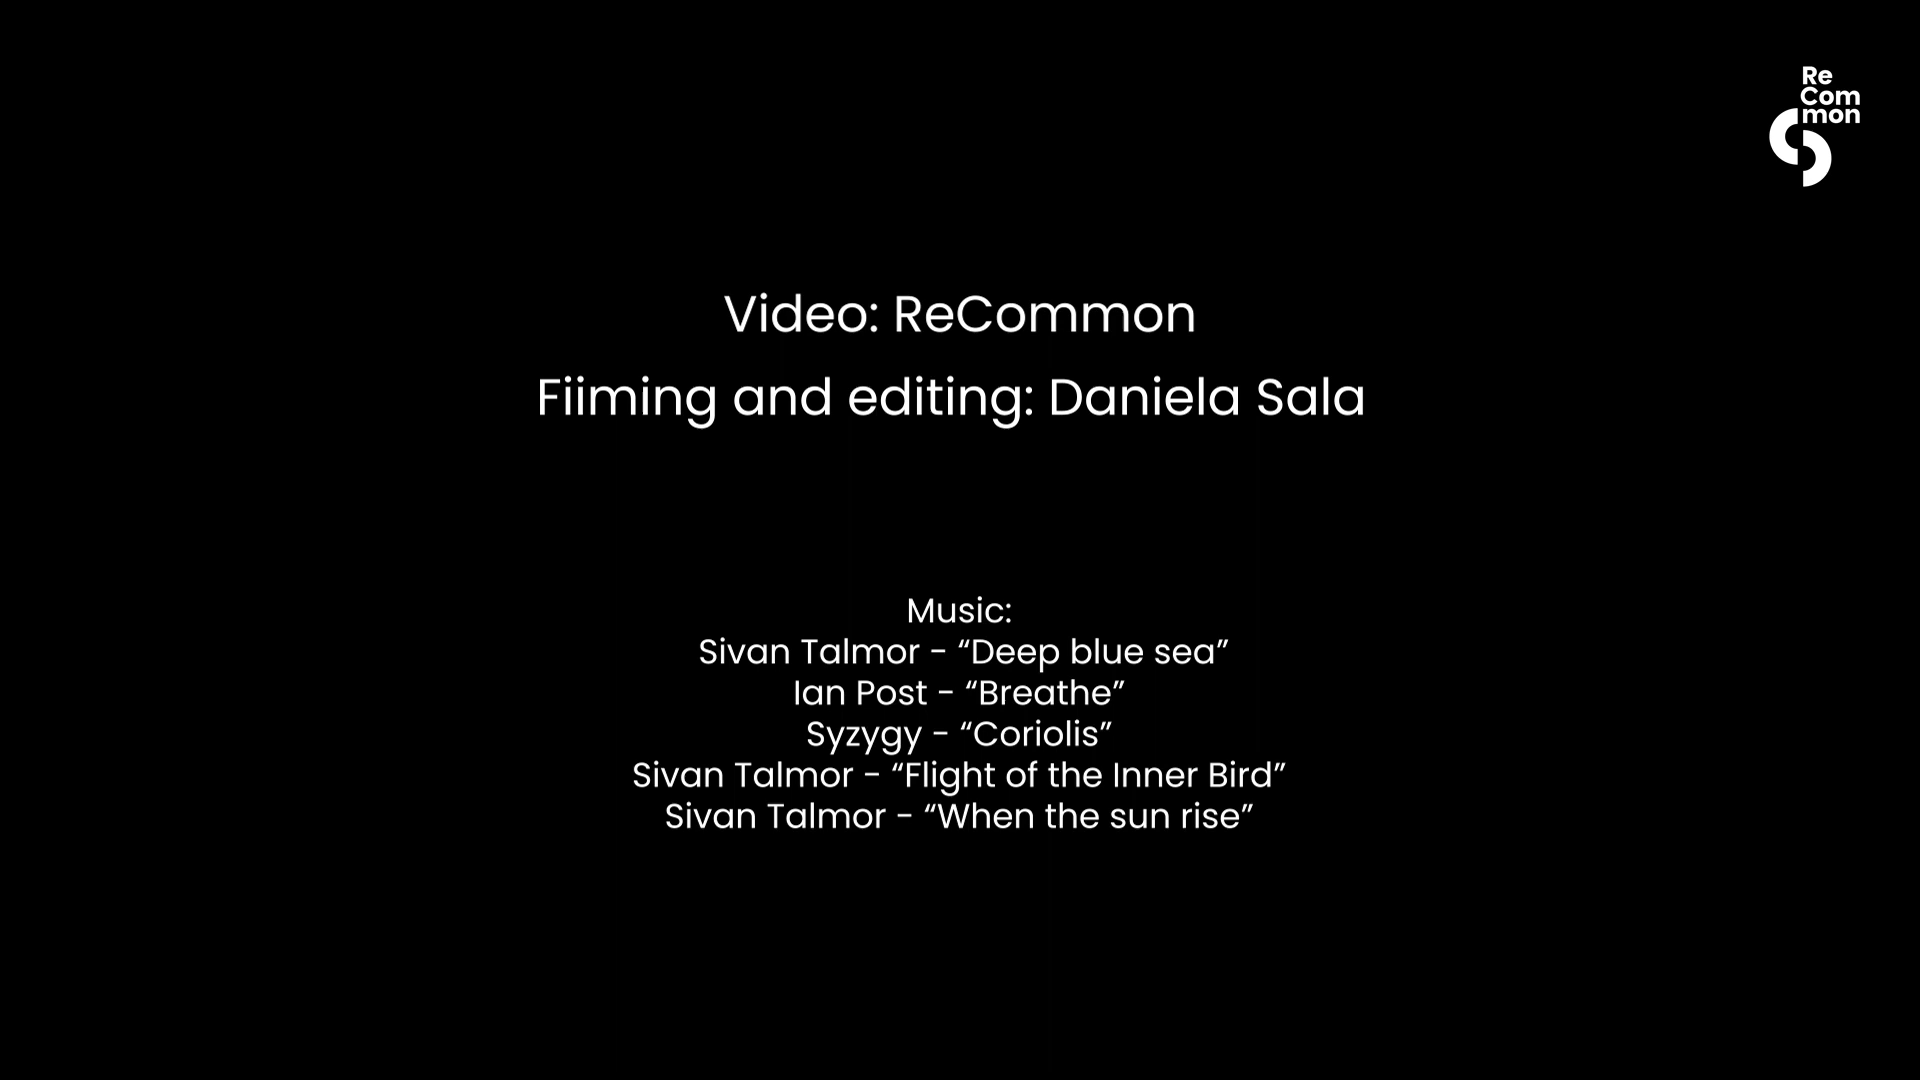 Re
Com
mon
Video: ReCommon
Fiiming and editing: Daniela Sala
Music:
Sivan Talmor - “Deep blue sea”
Ian Post - “Breathe”
Syzygy - “Coriolis”
Sivan Talmor - “Flight of the Inner Bird”
Sivan Talmor - “When the sun rise”